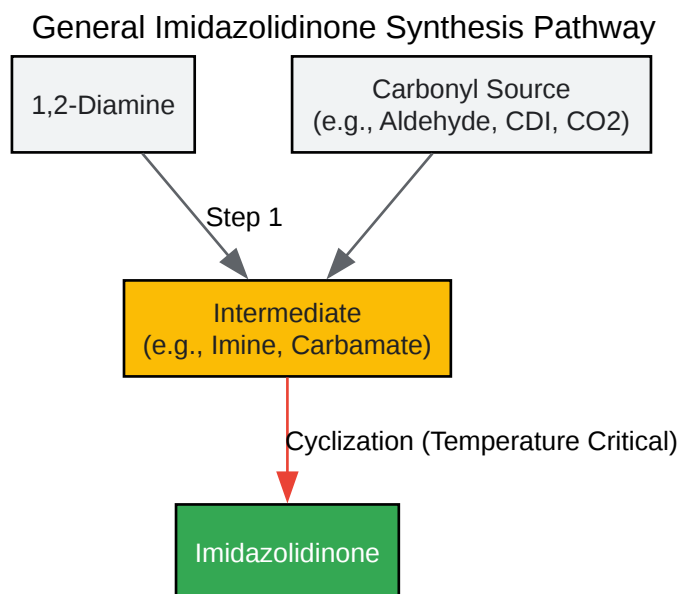 General Imidazolidinone Synthesis Pathway
1,2-Diamine
Carbonyl Source
(e.g., Aldehyde, CDI, CO2)
Step 1
Intermediate
(e.g., Imine, Carbamate)
Cyclization (Temperature Critical)
Imidazolidinone